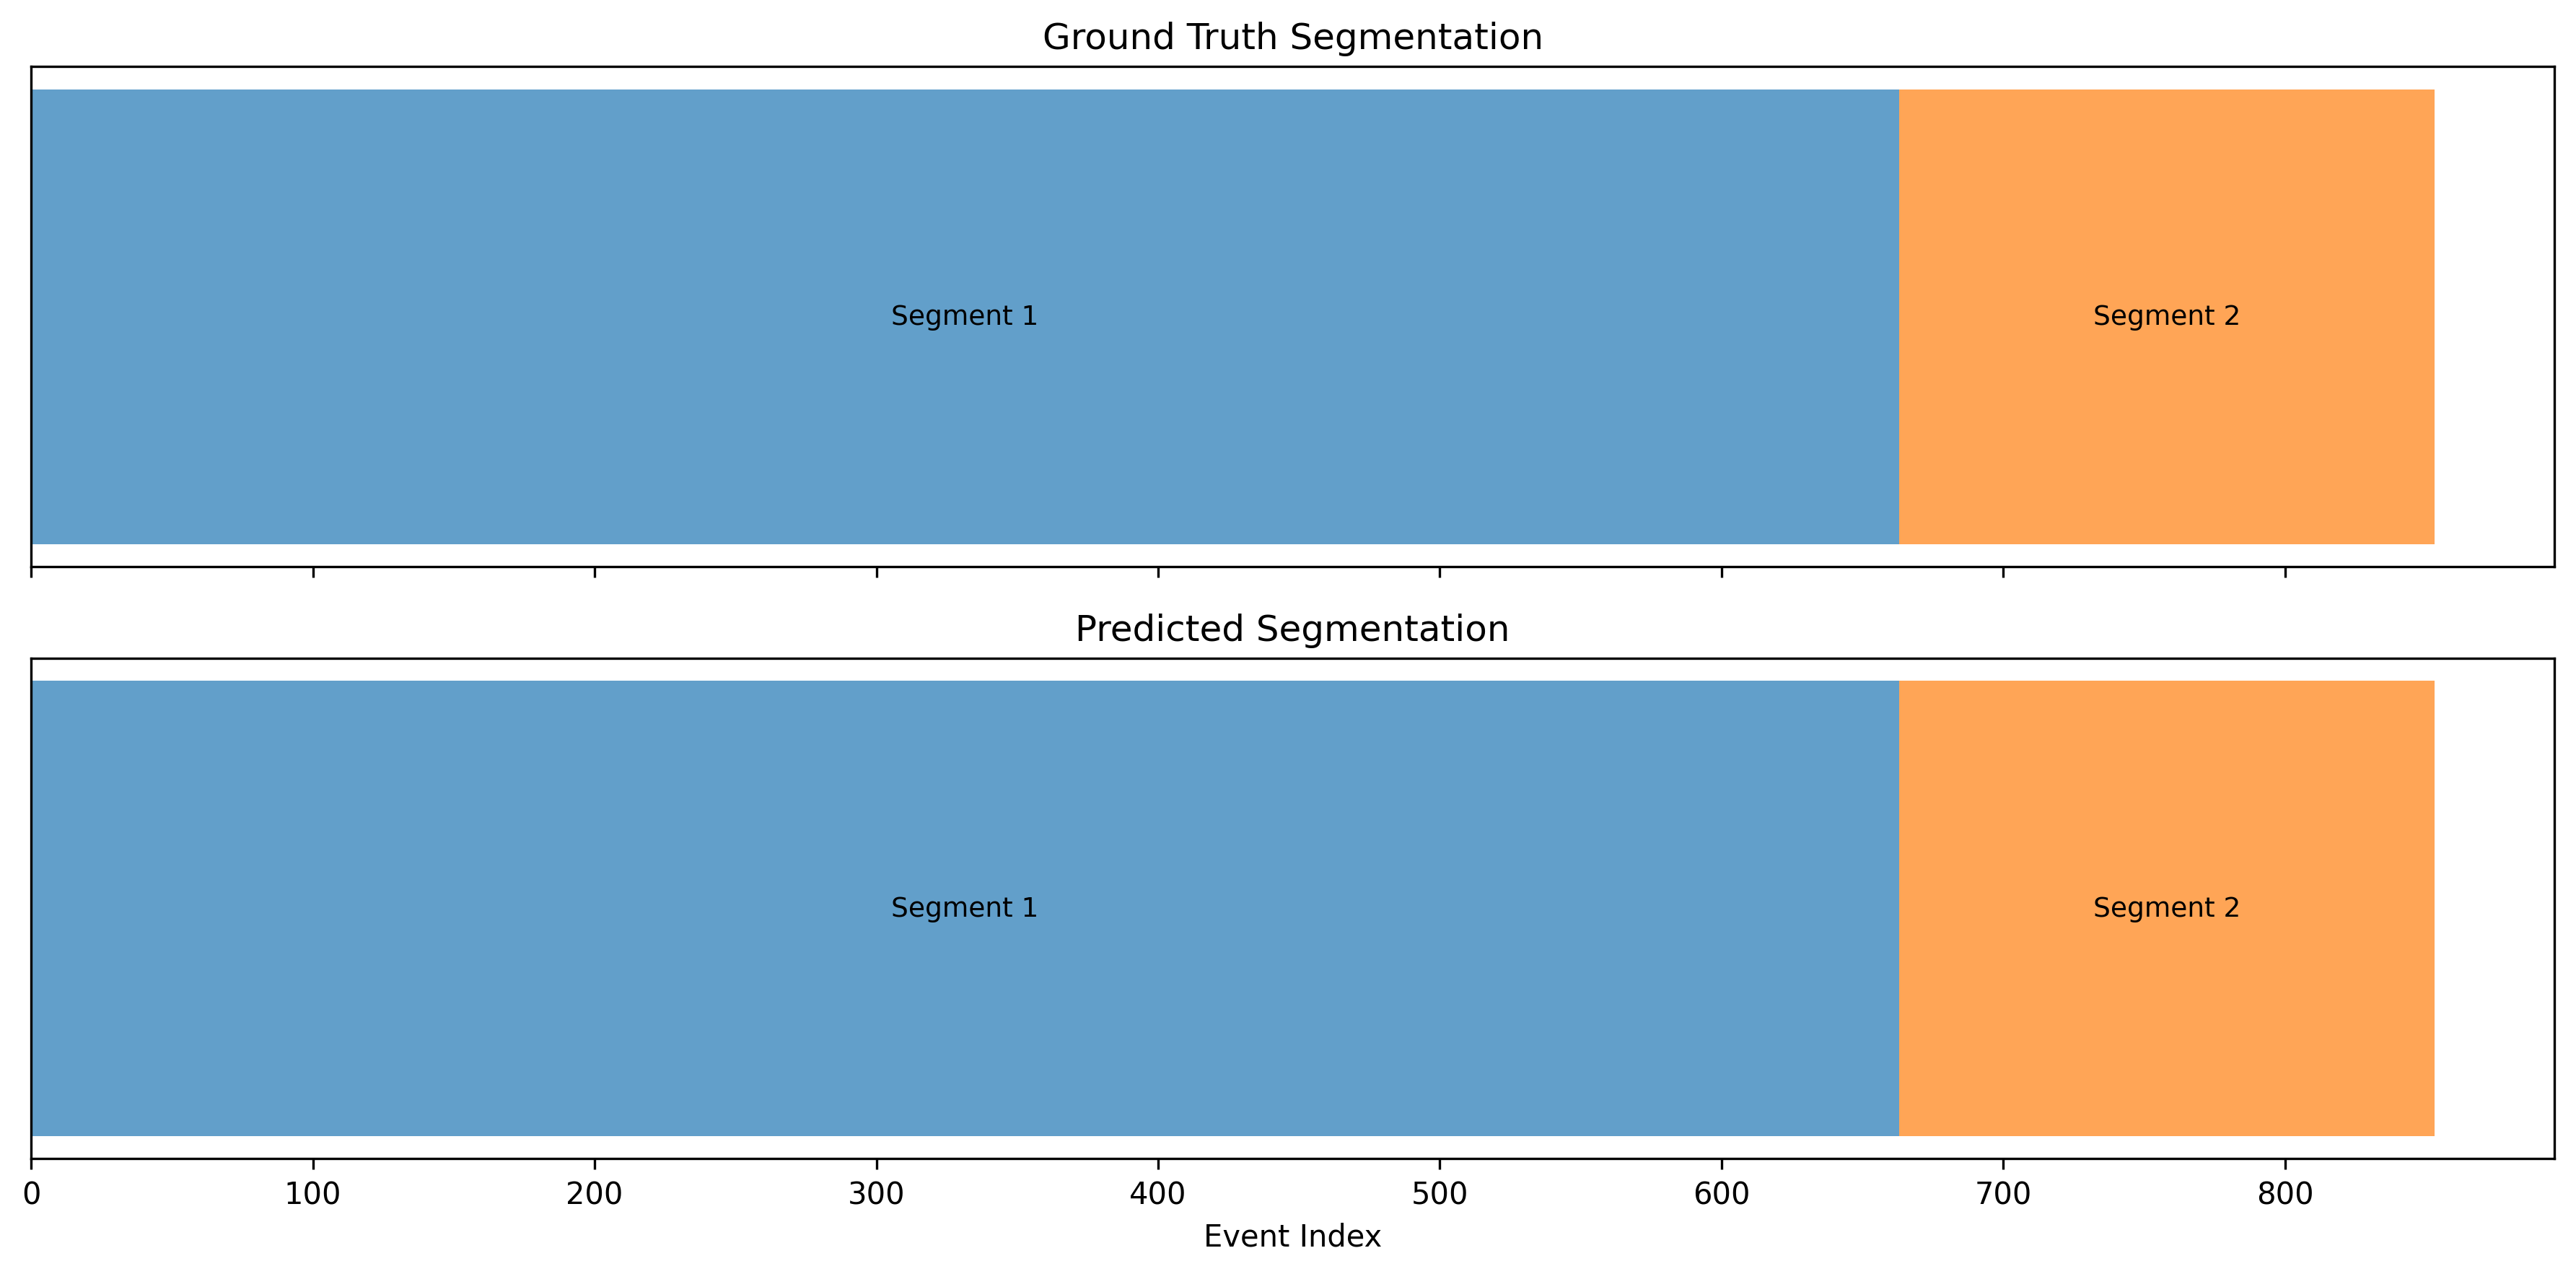 Ground Truth Segmentation
Segment 1 Segment 2
Predicted Segmentation
Segment 1 Segment 2
0 100 200 300 400 500 600 700 800
Event Index